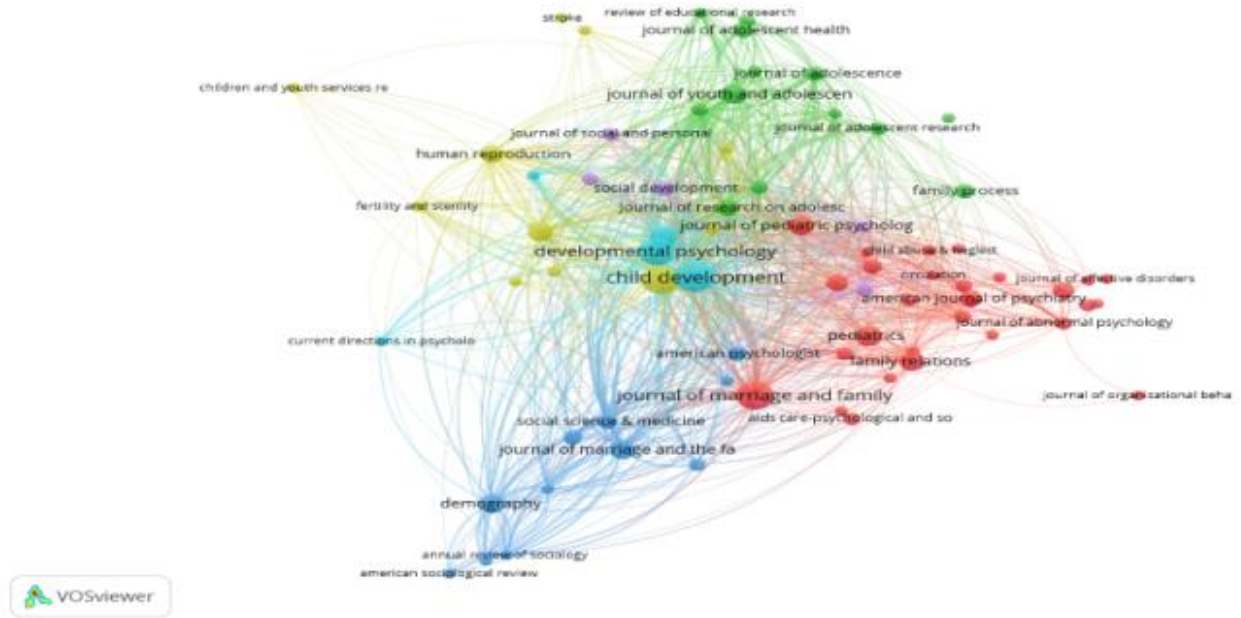 review of educational research
stroke
journal of adolescent health
journal of adolescence
children and youth services re
journal of youth and adolescen
journal of adolescent research
journal of social and personal
human reproduction
social development
family process
fertility and sterility
journal of research on adolesc
journal of pediatric psycholog
developmental psychology
child abuse & neglect
child development
circulation
journal of affective disorders
american journal of psychiatry
journal of abnormal psychology
pediatrics
current directions in psycholo
american psychologist
family relations
journal of marriage and family
journal of organizational beha
aids care-psychological and so
social science & medicine
journal of marriage and the fa
demography
annual review of sociology
american sociological review
VOSviewer